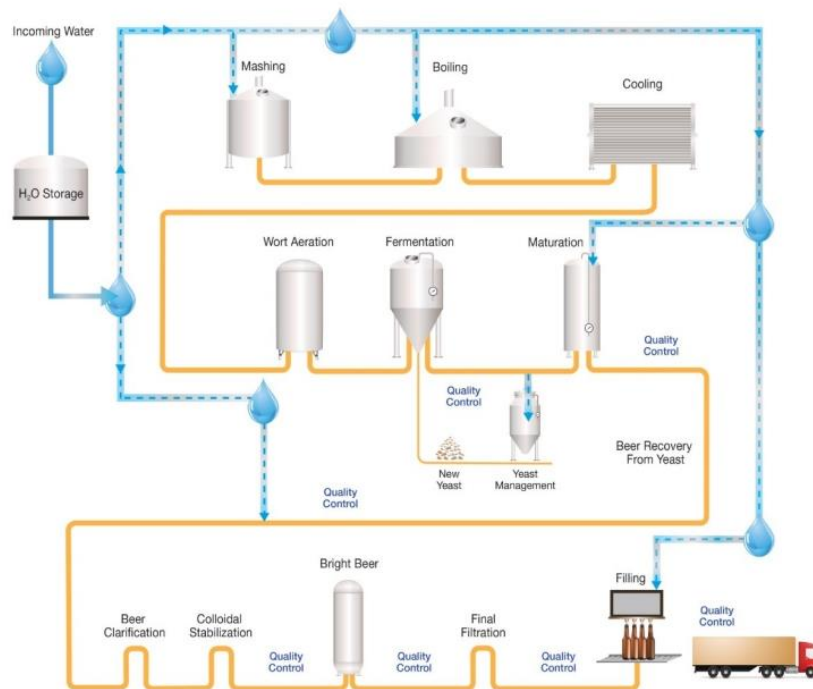 Incoming Water
Mashing
Boiling
Cooling
H₂O Storage
Wort Aeration
Fermentation
Maturation
Quality
Control
Quality
Control
New
Yeast
Yeast
Management
Beer Recovery
From Yeast
Quality
Control
Bright Beer
Filling
Beer
Clarification
Colloidal
Stabilization
Final
Filtration
Quality
Control
Quality
Control
Quality
Control
Quality
Control